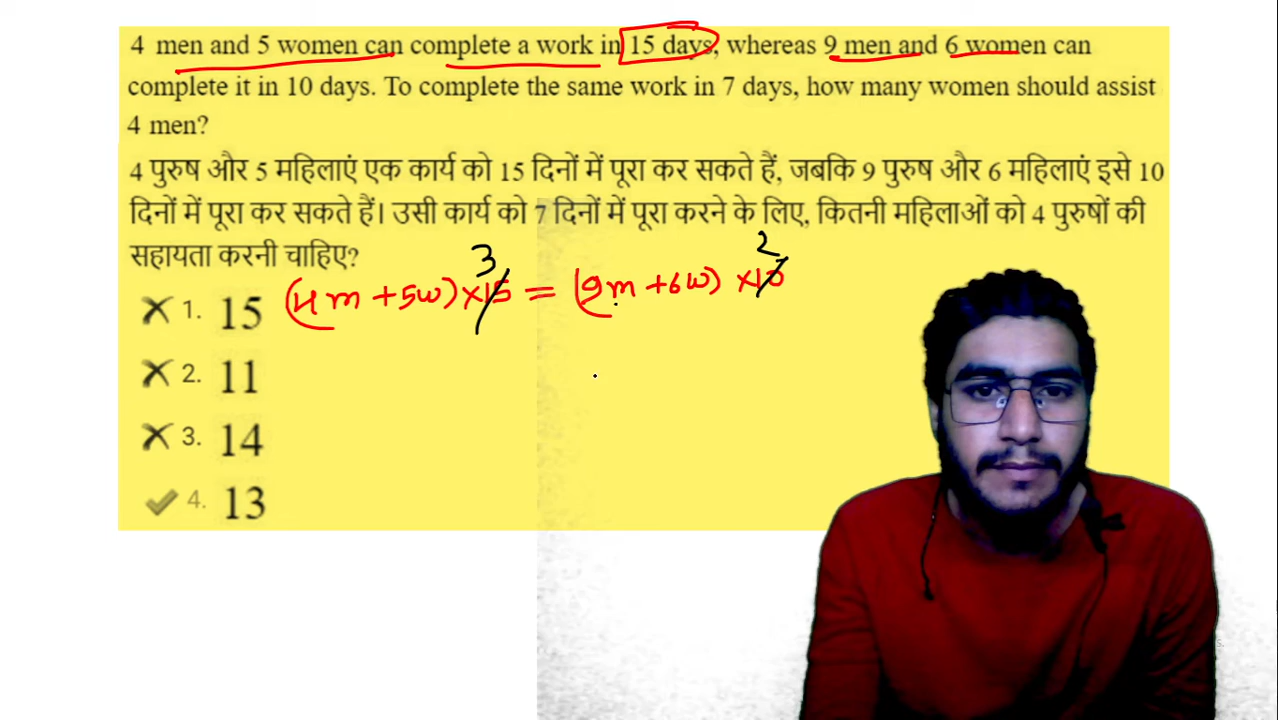 4 men and 5 women can complete a work in 15 days, whereas 9 men and 6 women can
complete it in 10 days. To complete the same work in 7 days, how many women should assist
4 men?
4 पुरुष और 5 महिलाएं एक कार्य को 15 दिनों में पूरा कर सकते हैं, जबकि 9 पुरुष और 6 महिलाएं इसे 10
दिनों में पूरा कर सकते हैं। उसी कार्य को 7 दिनों में पूरा करने के लिए, कितनी महिलाओं को 4 पुरुषों की
सहायता करनी चाहिए?
3 2
(4m + 5w) × 15 = (9m + 6w) × 10
1. 15
2. 11
3. 14
4. 13